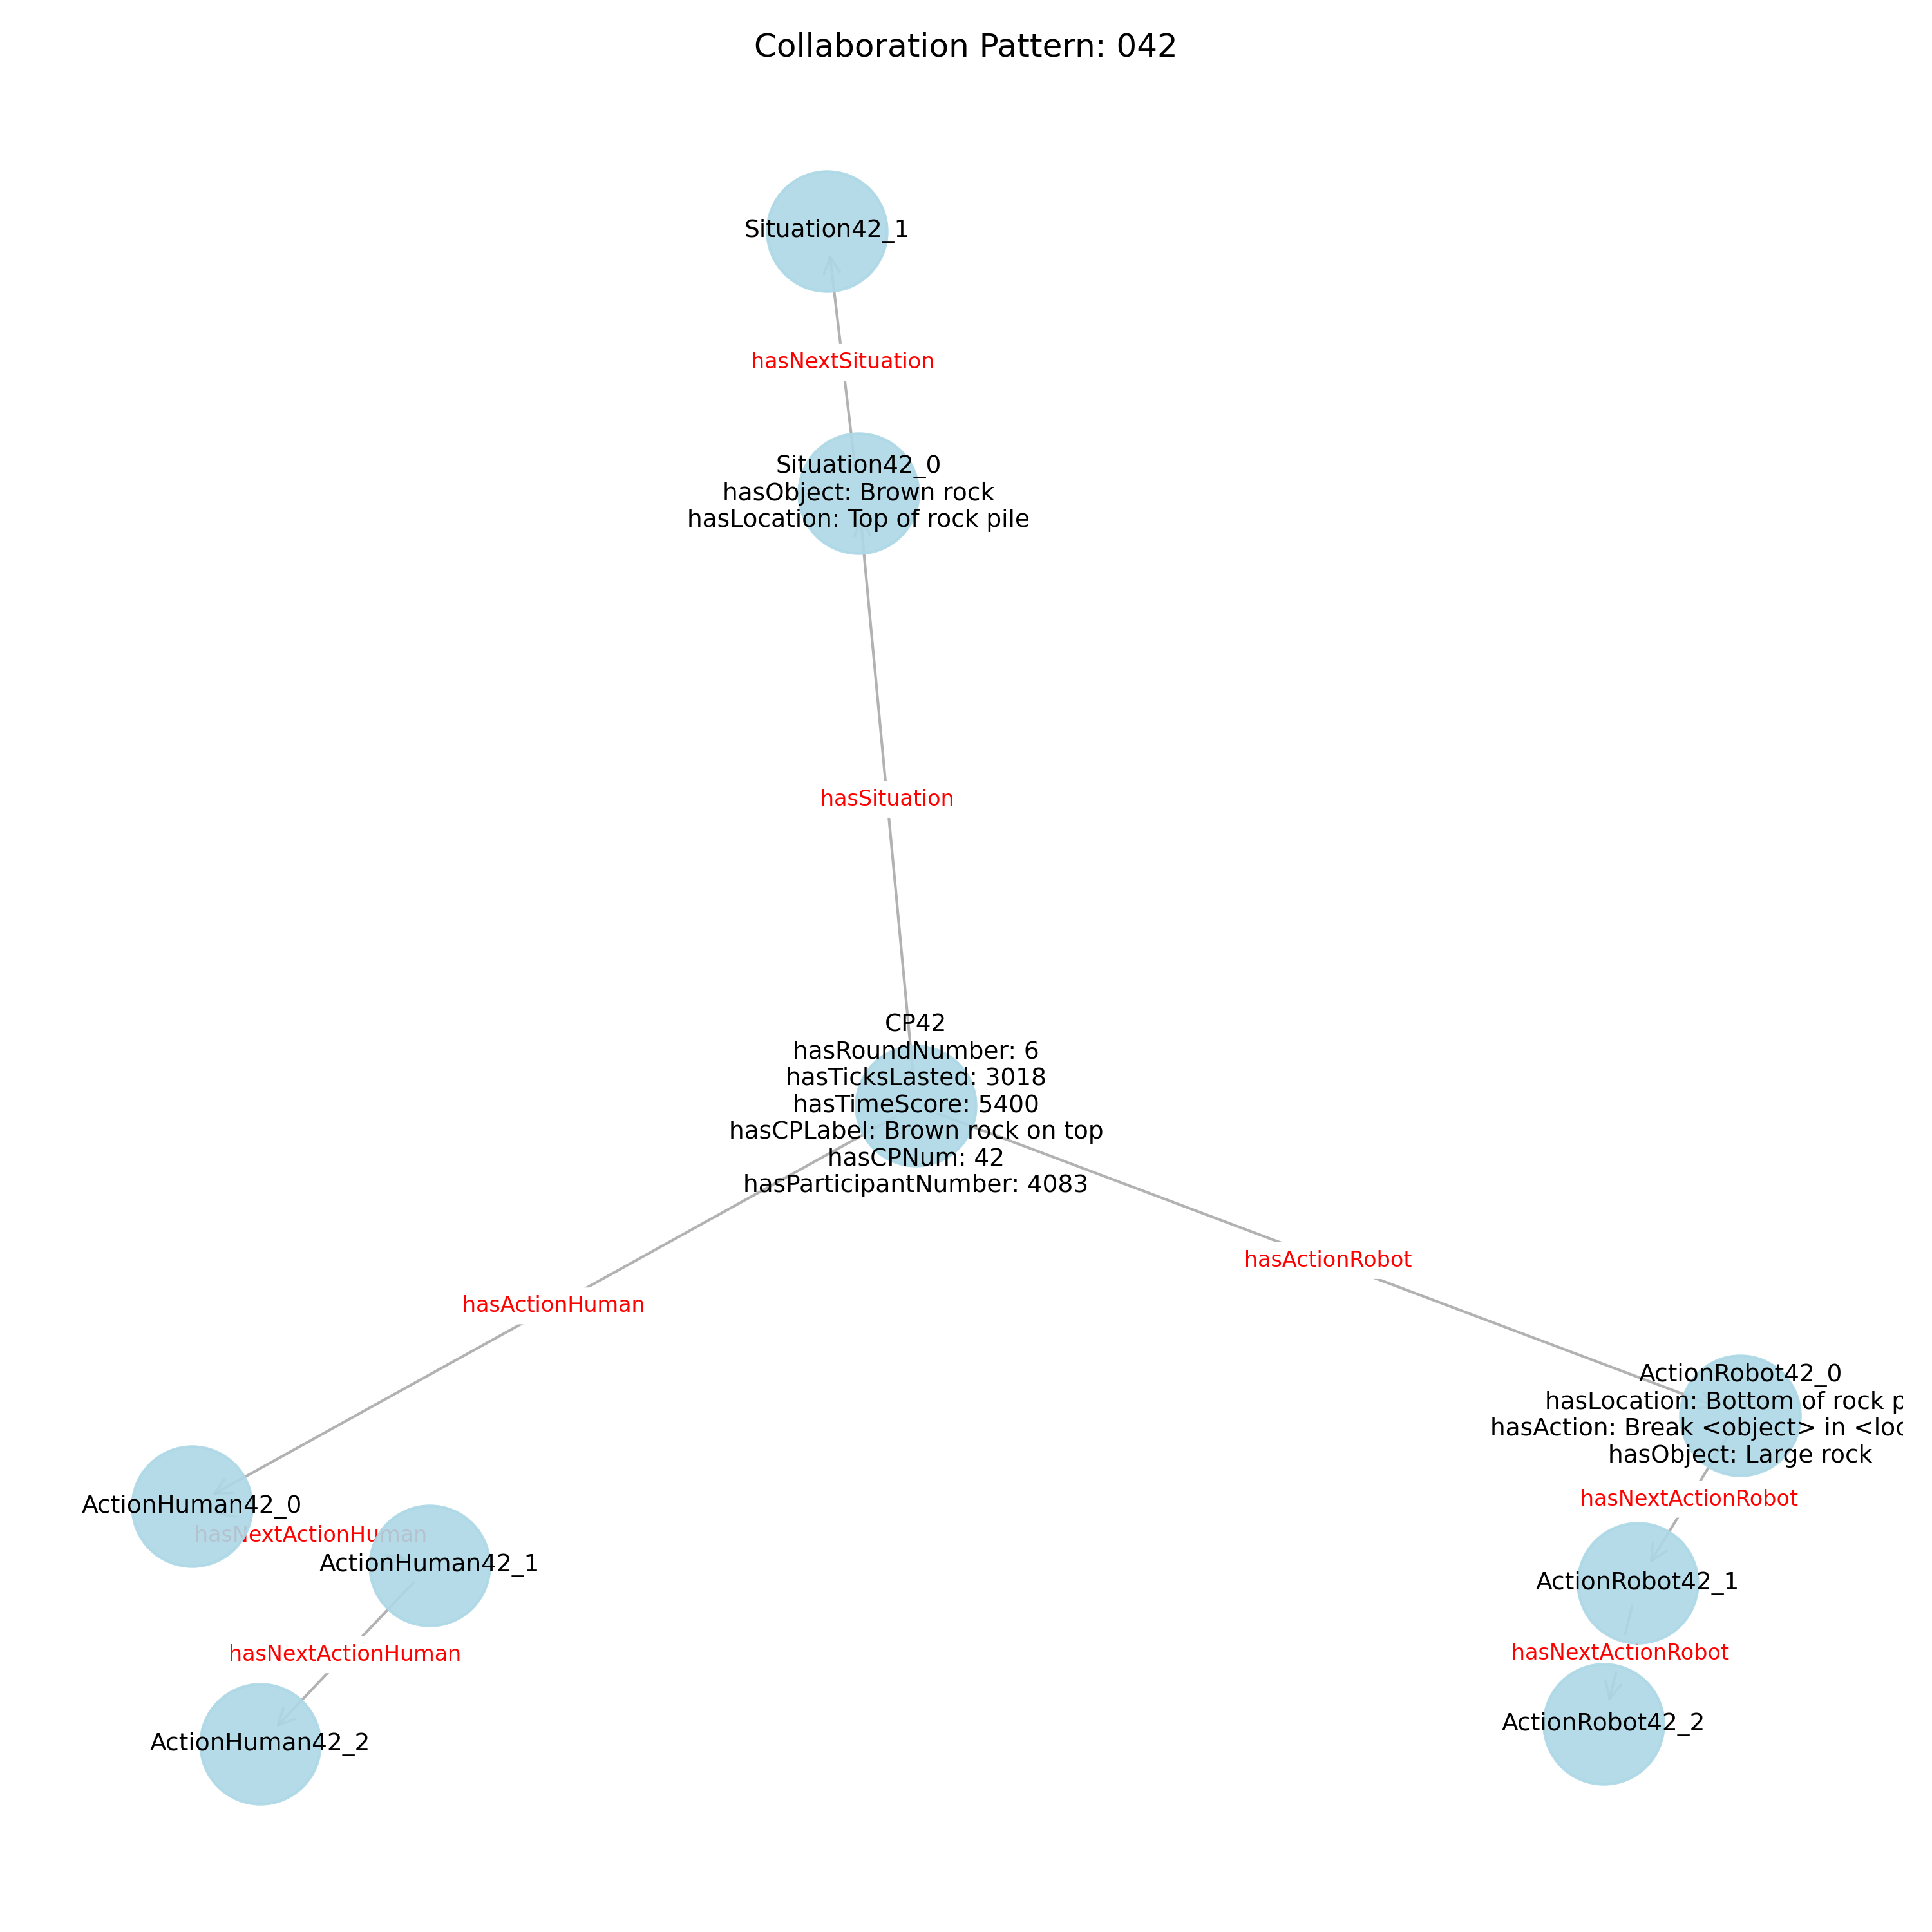 Collaboration Pattern: 042
Situation42_1
hasNextSituation
Situation42_0
hasObject: Brown rock
hasLocation: Top of rock pile
hasSituation
CP42
hasRoundNumber: 6
hasTicksLasted: 3018
hasTimeScore: 5400
hasCPLabel: Brown rock on top
hasCPNum: 42
hasParticipantNumber: 4083
hasActionRobot
hasActionHuman
ActionRobot42_0
hasLocation: Bottom of rock p
hasAction: Break <object> in <loc
hasObject: Large rock
hasNextActionRobot
ActionHuman42_0
hasNextActionHuman
ActionHuman42_1
ActionRobot42_1
hasNextActionHuman
hasNextActionRobot
ActionRobot42_2
ActionHuman42_2